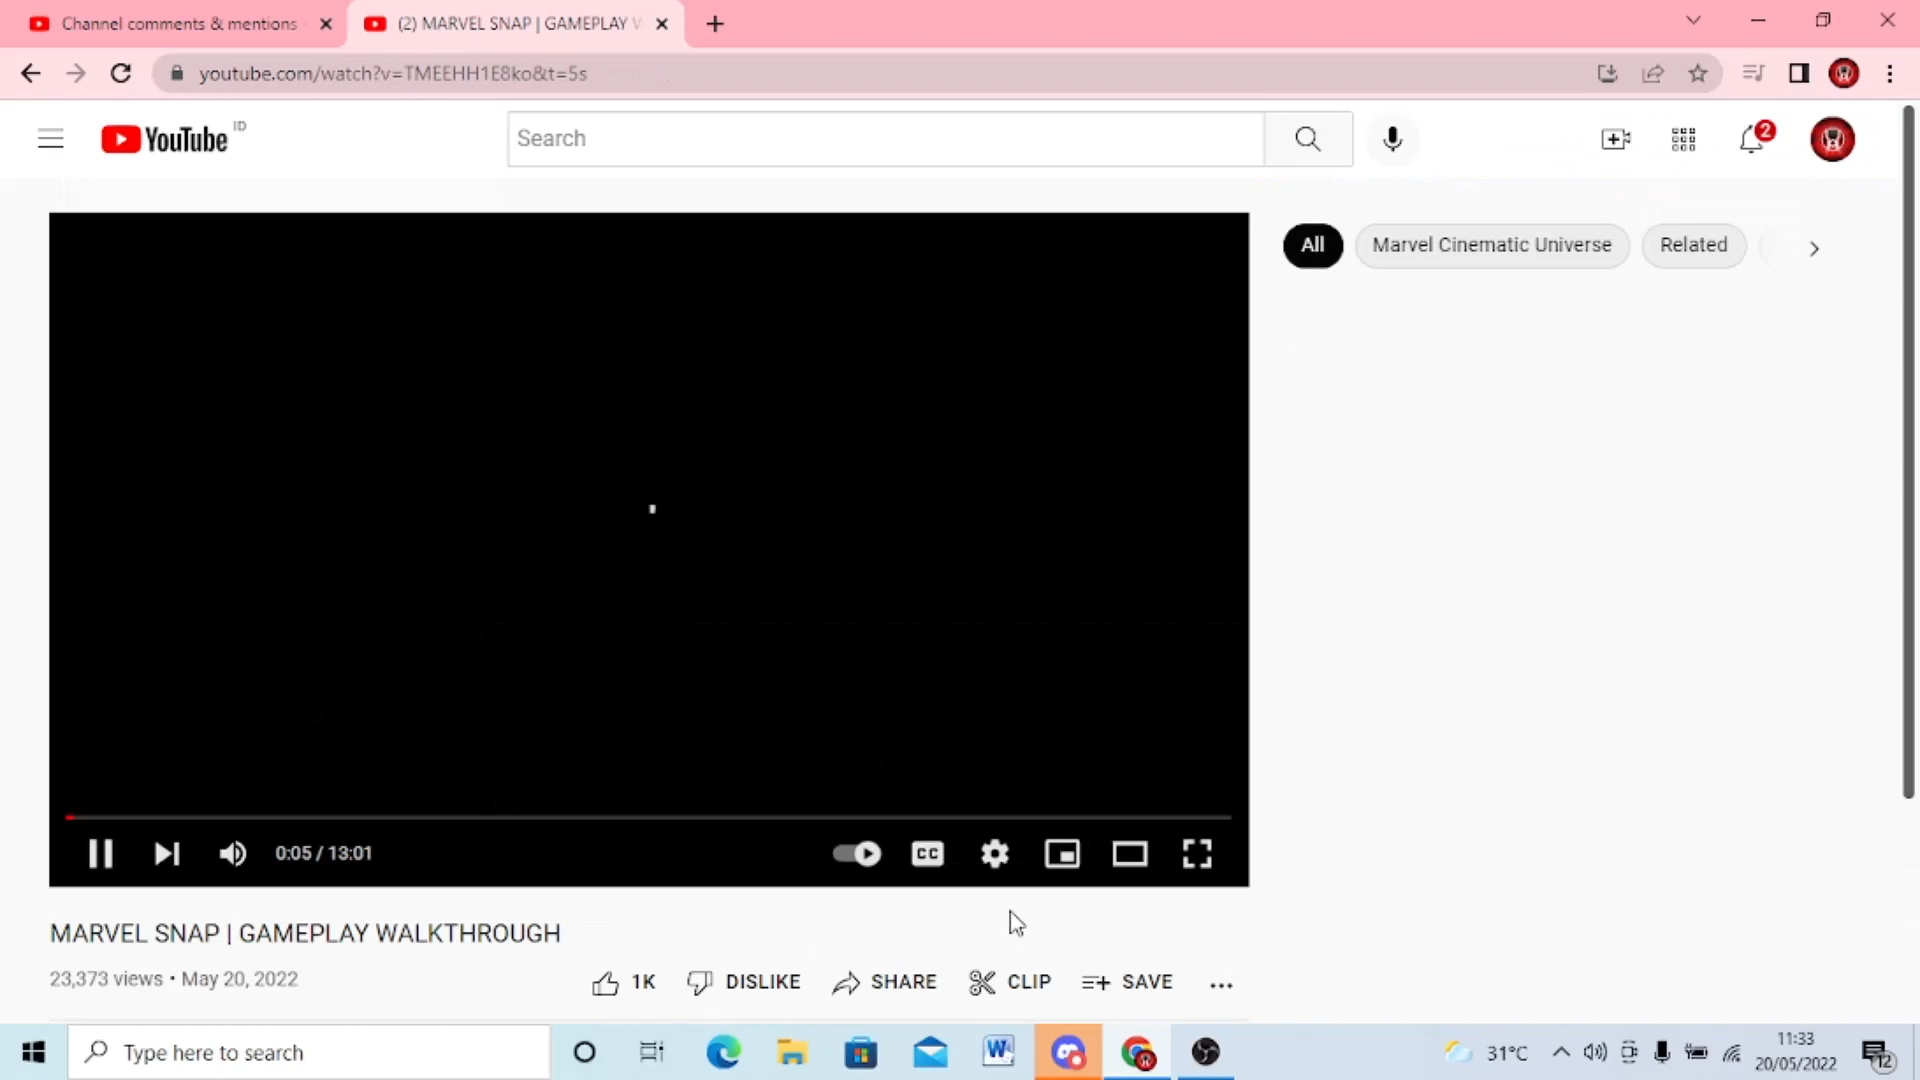 Channel comments & mentions
(2) MARVEL SNAP | GAMEPLAY W
youtube.com/watch?v=TMEEHH1E8ko&t=5s
YouTube ID
Search
2
All
Marvel Cinematic Universe
Related
0:05 / 13:01
CC
MARVEL SNAP | GAMEPLAY WALKTHROUGH
23,373 views • May 20, 2022
1K
DISLIKE
SHARE
CLIP
SAVE
Type here to search
W
31°C
11:33
20/05/2022
12